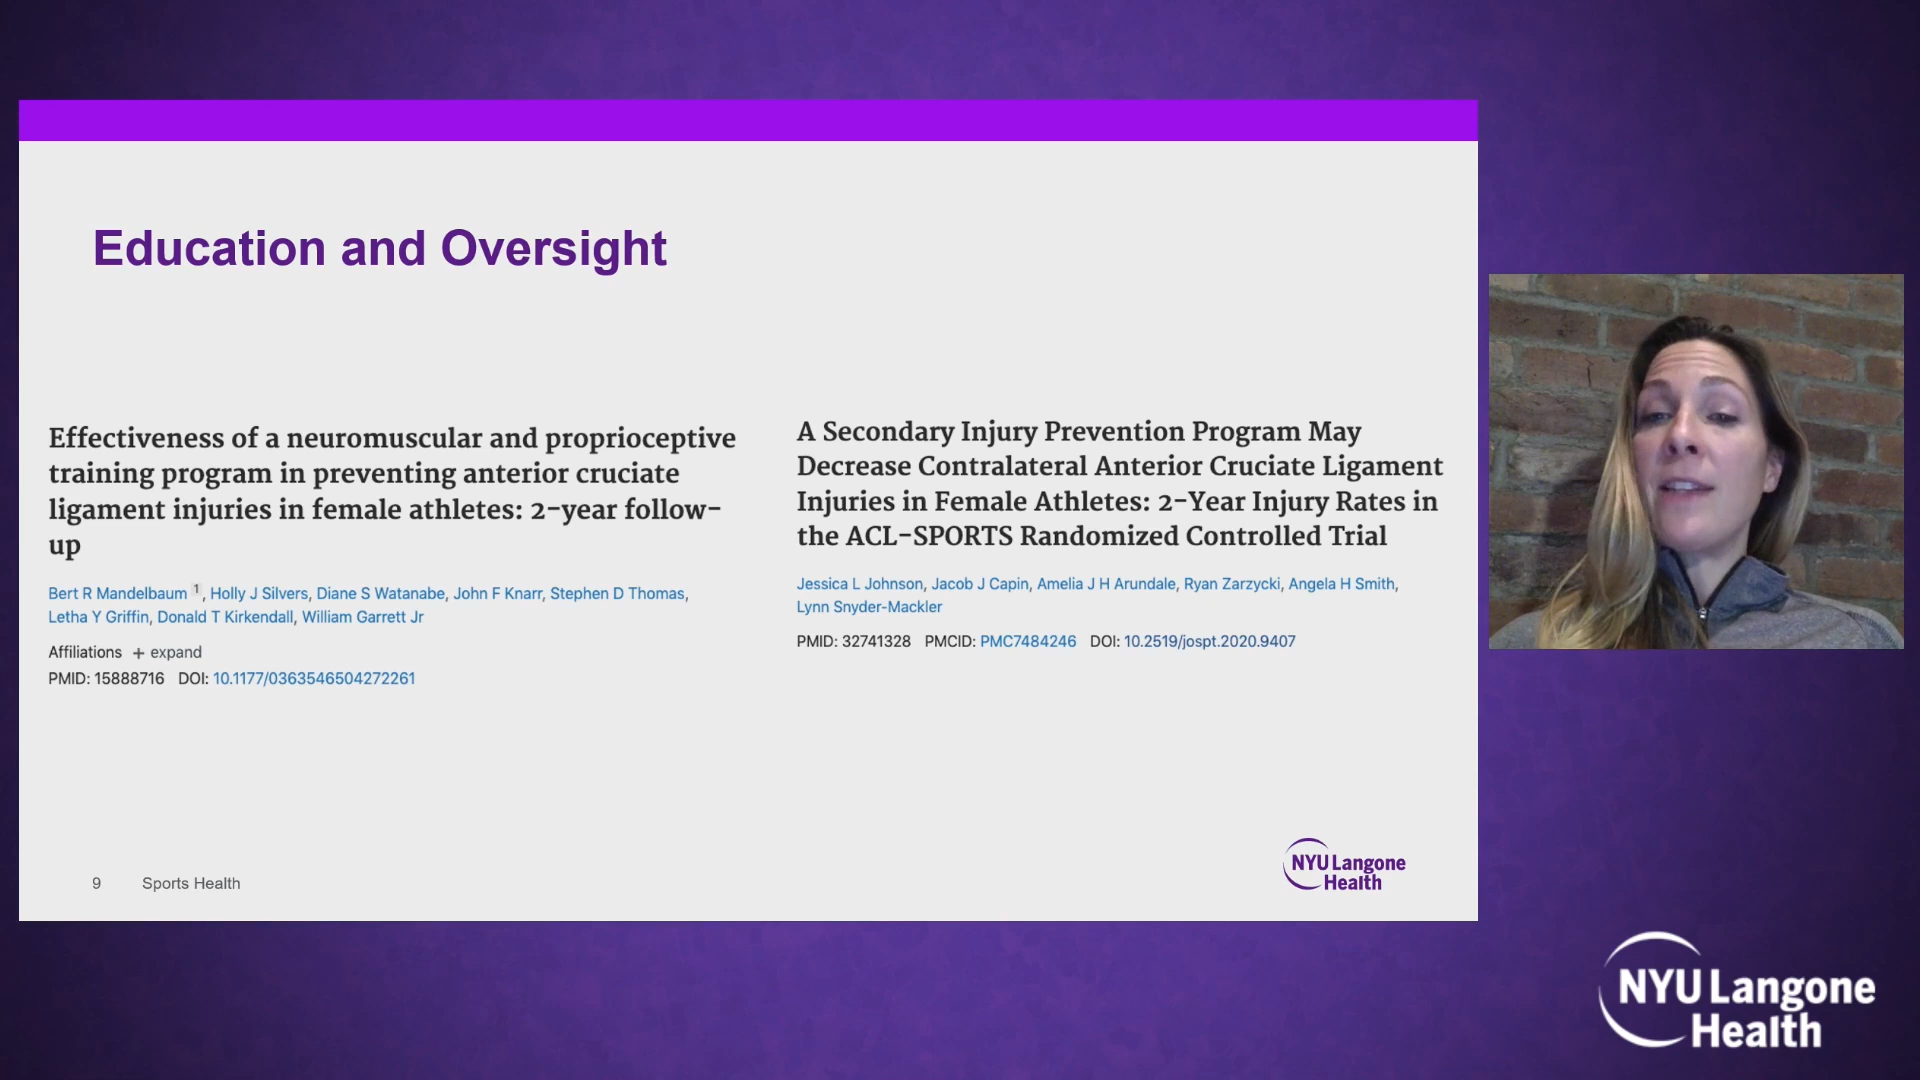 Education and Oversight
Effectiveness of a neuromuscular and proprioceptive
training program in preventing anterior cruciate
ligament injuries in female athletes: 2-year follow-
up
Bert R Mandelbaum 1, Holly J Silvers, Diane S Watanabe, John F Knarr, Stephen D Thomas,
Letha Y Griffin, Donald T Kirkendall, William Garrett Jr
Affiliations + expand
PMID: 15888716 DOI: 10.1177/0363546504272261
A Secondary Injury Prevention Program May
Decrease Contralateral Anterior Cruciate Ligament
Injuries in Female Athletes: 2-Year Injury Rates in
the ACL-SPORTS Randomized Controlled Trial
Jessica L Johnson, Jacob J Capin, Amelia J H Arundale, Ryan Zarzycki, Angela H Smith,
Lynn Snyder-Mackler
PMID: 32741328 PMCID: PMC7484246 DOI: 10.2519/jospt.2020.9407
9 Sports Health
NYU Langone
Health
NYU Langone
Health